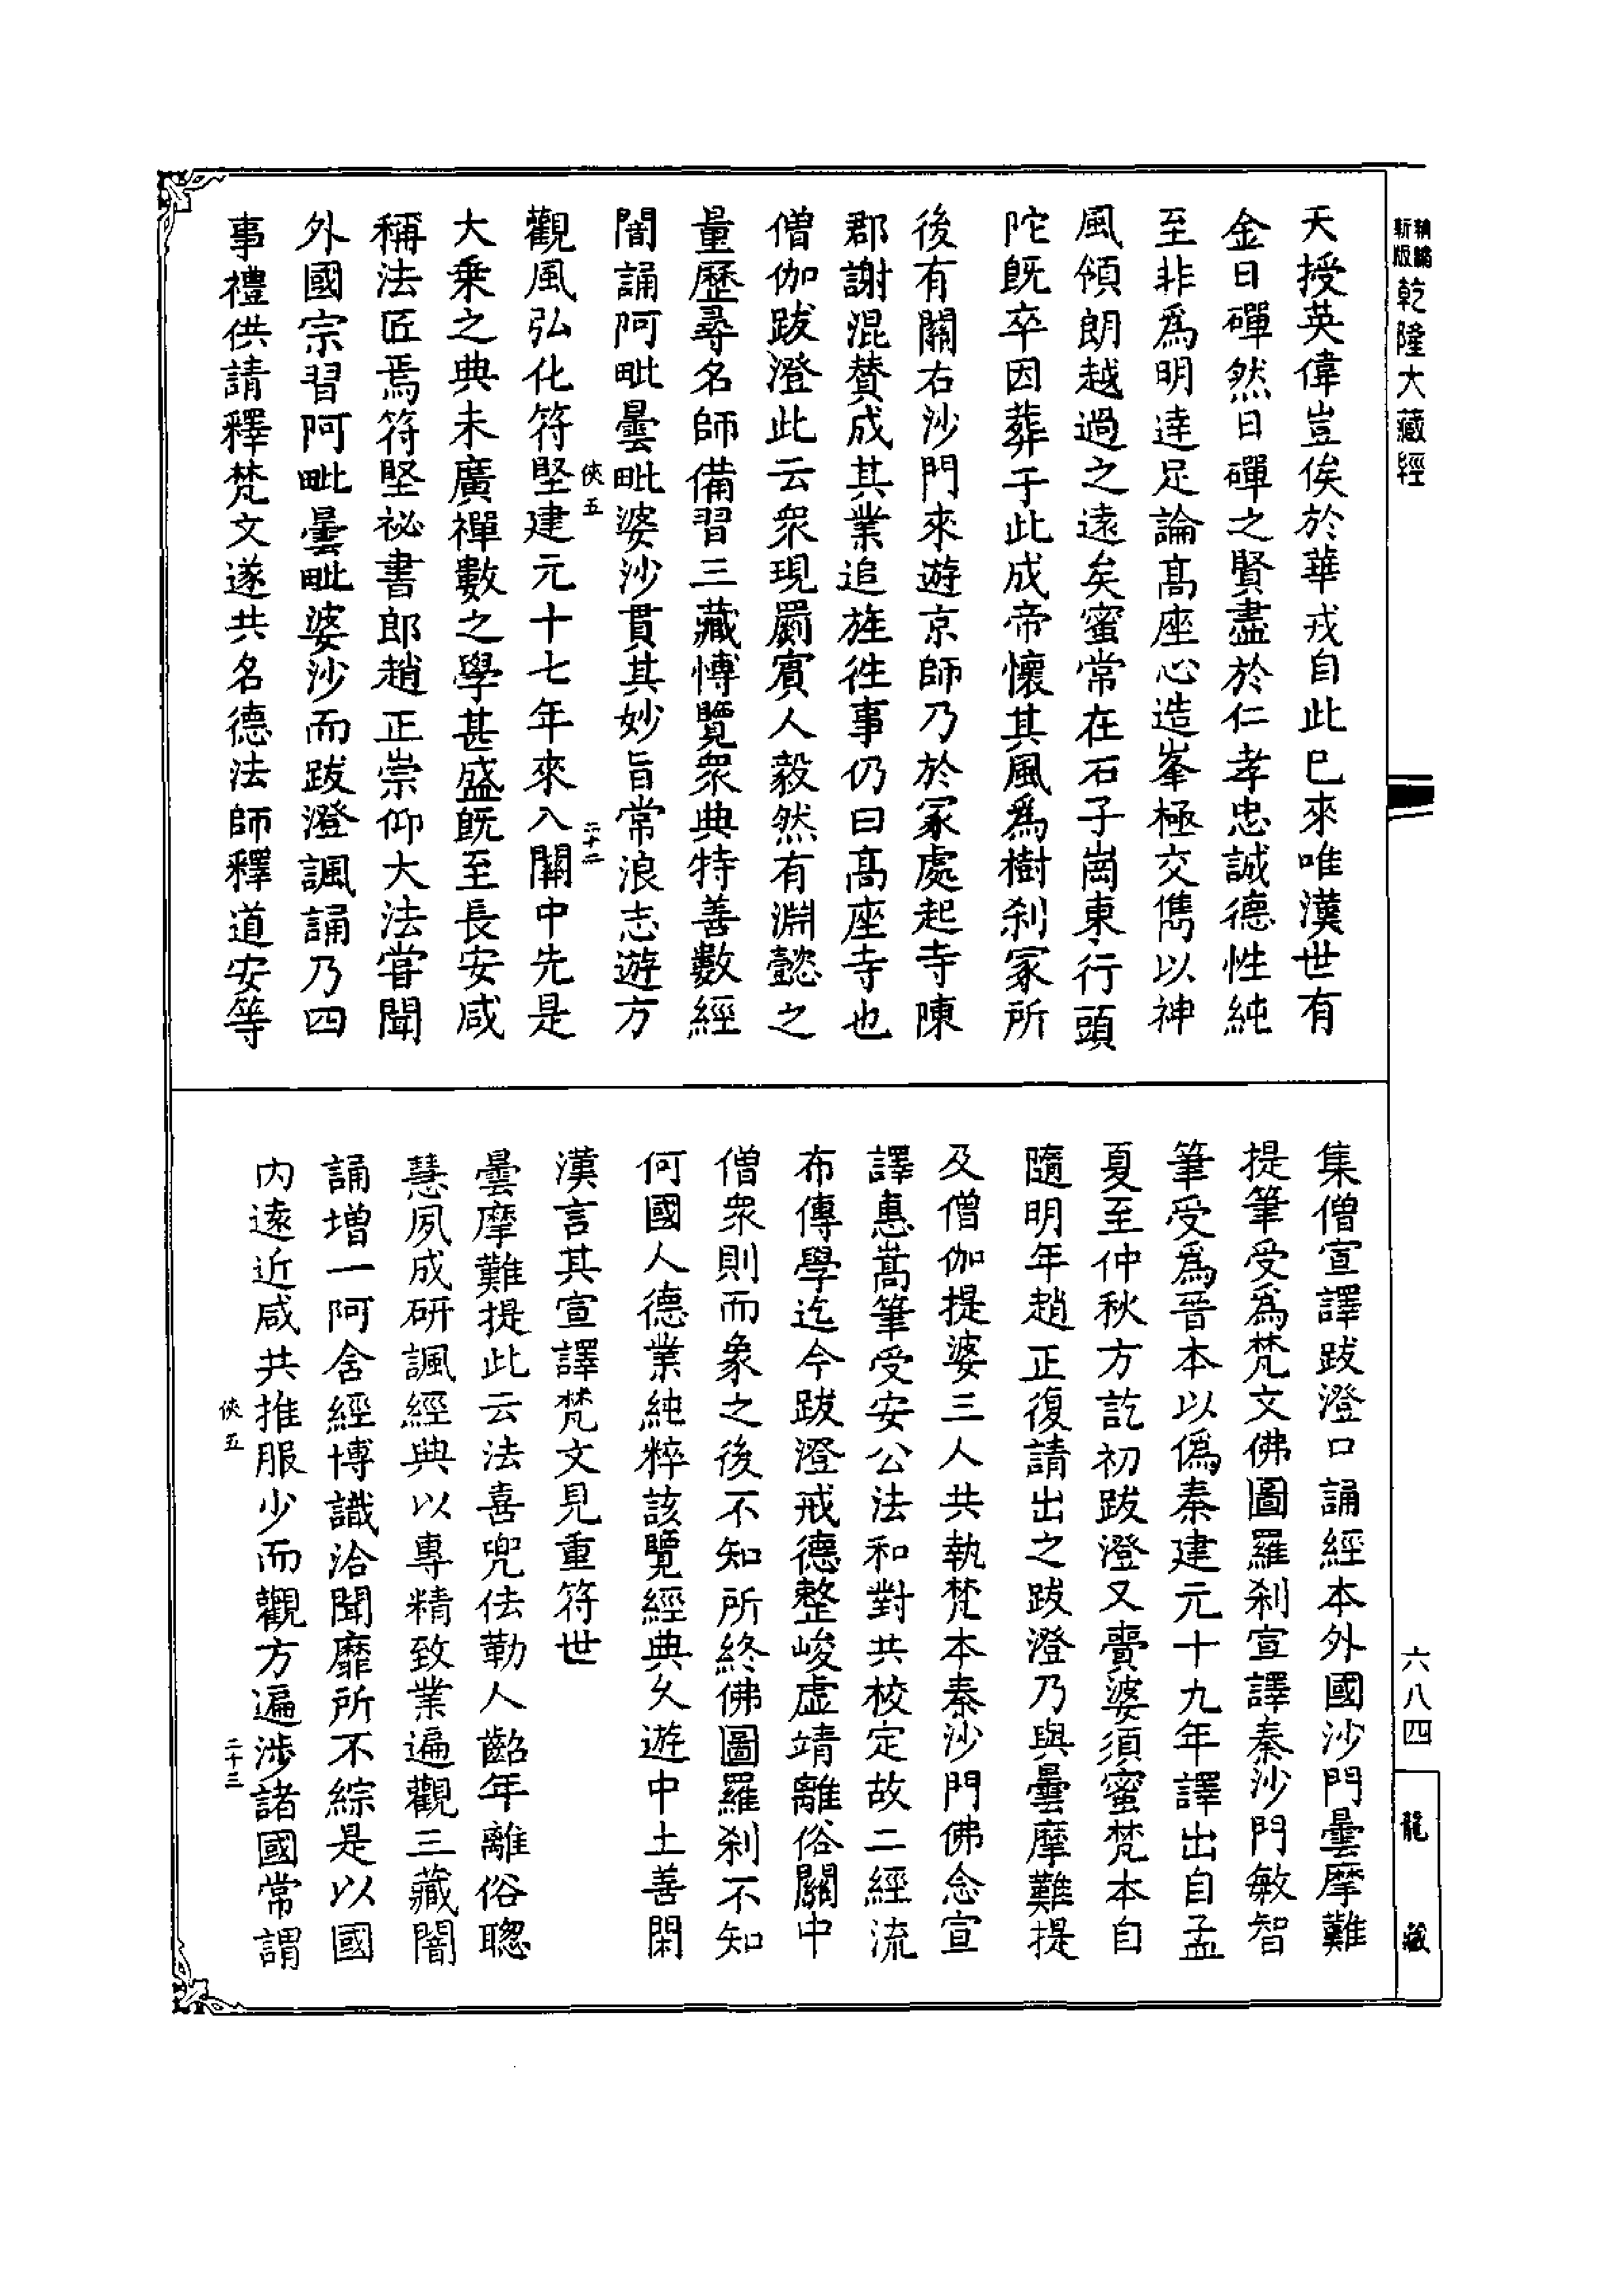 新版精縮
乾隆大藏經
天授英偉豈俟於華戎自此巳來唯漢世有
金日磾然日磾之賢盡於仁孝忠誠德性純
至非爲明達足論髙座心造峯極交儁以神
風領朗越過之遠矣蜜常在石子崗東行頭
陀旣卒因葬于此成帝懷其風爲樹刹冢所
後有關右沙門來遊京師乃於冢處起寺陳
郡謝混賛成其業追旌徃事仍曰髙座寺也
僧伽跋澄此云衆現罽賓人毅然有淵懿之
量歷尋名師備習三藏愽覽衆典特善數經
闇誦阿毗曇毗婆沙貫其妙旨常浪志遊方
俠五
二十二
觀風弘化符堅建元十七年來入關中先是
大乗之典未廣禪數之學甚盛旣至長安咸
稱法匠焉符堅祕書郎趙正崇仰大法甞聞
外國宗習阿毗曇毗婆沙而跋澄諷誦乃四
事禮供請釋梵文遂共名德法師釋道安等
集僧宣譯跋澄口誦經本外國沙門曇摩難
提筆受爲梵文佛圖羅刹宣譯秦沙門敏智
筆受爲晉本以僞秦建元十九年譯出自孟
夏至仲秋方訖初跋澄又賷婆須蜜梵本自
隨明年趙正復請出之跋澄乃與曇摩難提
及僧伽提婆三人共執梵本秦沙門佛念宣
譯惠嵩筆受安公法和對共校定故二經流
布傳學迄今跋澄戒德整峻虚靖離俗關中
僧衆則而象之後不知所終佛圖羅刹不知
何國人德業純粹該覽經典乆遊中土善閑
漢言其宣譯梵文見重符世
曇摩難提此云法喜兜佉勒人齠年離俗聦
慧夙成研諷經典以專精致業遍觀三藏闇
誦增一阿含經博識洽聞靡所不綜是以國
内逺近咸共推服少而觀方遍涉諸國常謂
俠五
二十三
六八四
龍藏